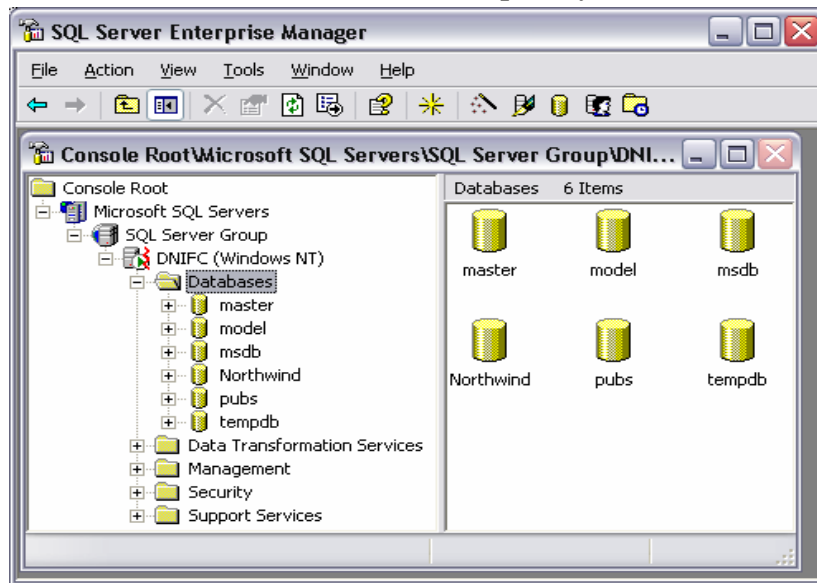 SQL Server Enterprise Manager
File Action View Tools Window Help
Console Root\Microsoft SQL Servers\SQL Server Group\DNI...
Console Root
Microsoft SQL Servers
SQL Server Group
DNIFC (Windows NT)
Databases
master
model
msdb
Northwind
pubs
tempdb
Data Transformation Services
Management
Security
Support Services
Databases 6 Items
master model msdb
Northwind pubs tempdb